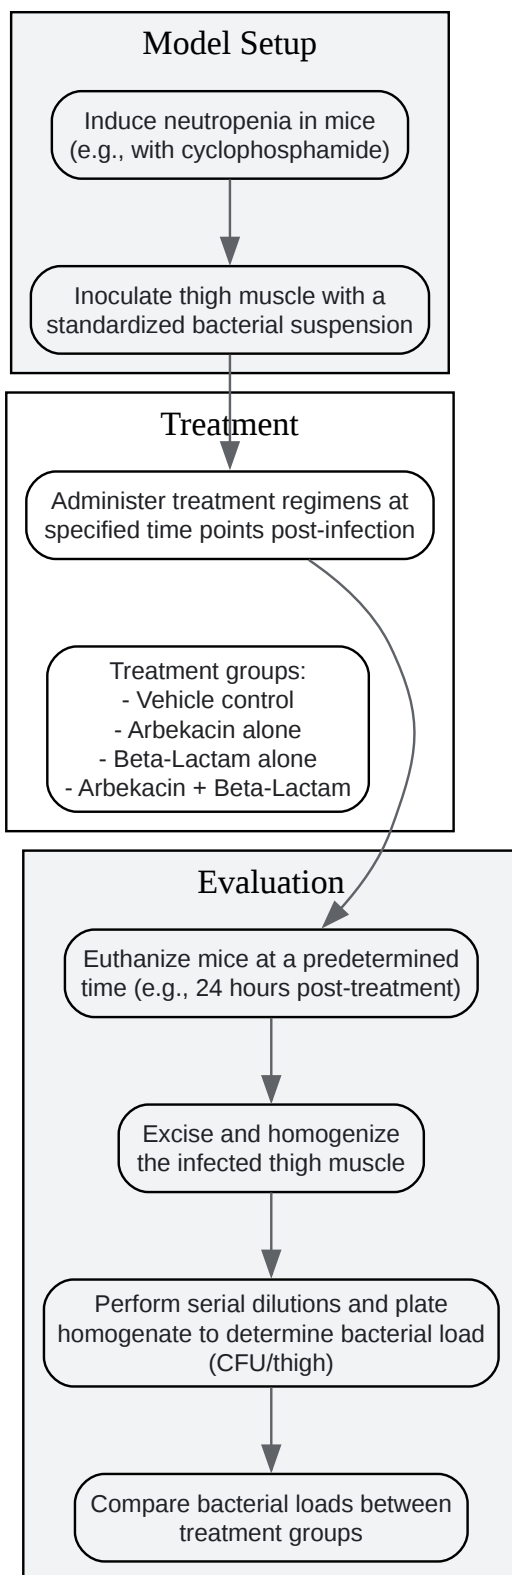 Model Setup
Induce neutropenia in mice
(e.g., with cyclophosphamide)
Inoculate thigh muscle with a
standardized bacterial suspension
Treatment
Administer treatment regimens at
specified time points post-infection
Treatment groups:
- Vehicle control
- Arbekacin alone
- Beta-Lactam alone
- Arbekacin + Beta-Lactam
Evaluation
Euthanize mice at a predetermined
time (e.g., 24 hours post-treatment)
Excise and homogenize
the infected thigh muscle
Perform serial dilutions and plate
homogenate to determine bacterial load
(CFU/thigh)
Compare bacterial loads between
treatment groups